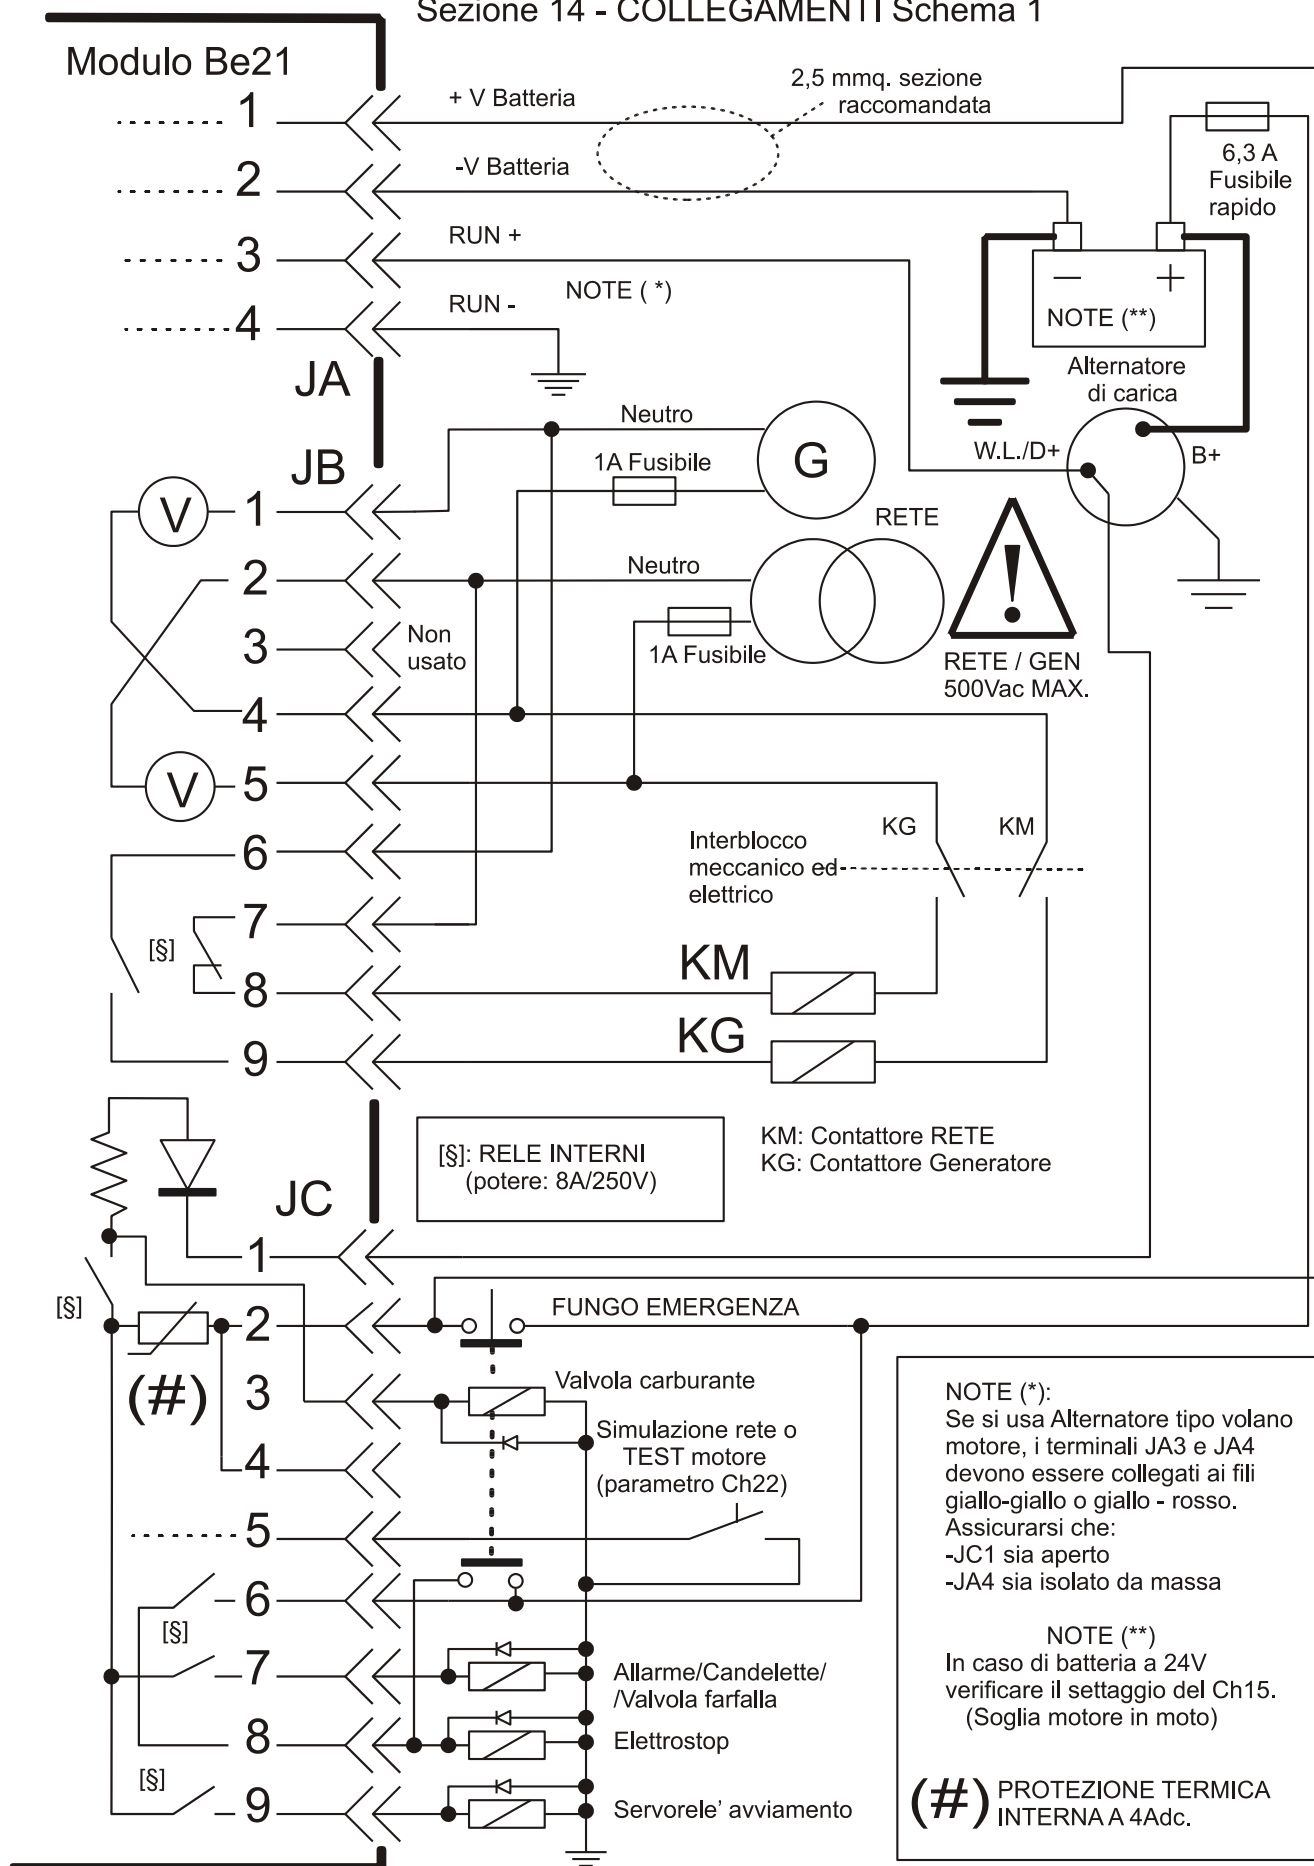 Sezione 14 - COLLEGAMENTI Schema 1
Modulo Be21
1
+ V Batteria
2,5 mmq. sezione
raccomandata
6,3 A
Fusibile
rapido
2
-V Batteria
3
RUN +
4
RUN -
NOTE ( *)
NOTE (**)
Alternatore
di carica
W.L./D+
B+
JA
JB
Neutro
1A Fusibile
G
V
1
RETE
2
Neutro
1A Fusibile
3
Non
usato
!
RETE / GEN
500Vac MAX.
4
V
5
KG
KM
Interblocco
meccanico ed
elettrico
6
7
[§]
8
KM
9
KG
[§]: RELE INTERNI
(potere: 8A/250V)
KM: Contattore RETE
KG: Contattore Generatore
JC
1
[§]
2
FUNGO EMERGENZA
(#)
3
Valvola carburante
Simulazione rete o
TEST motore
(parametro Ch22)
4
5
6
[§]
7
Allarme/Candelette/
/Valvola farfalla
8
Elettrostop
[§]
9
Servorele' avviamento
NOTE (*):
Se si usa Alternatore tipo volano
motore, i terminali JA3 e JA4
devono essere collegati ai fili
giallo-giallo o giallo - rosso.
Assicurarsi che:
-JC1 sia aperto
-JA4 sia isolato da massa
NOTE (**)
In caso di batteria a 24V
verificare il settaggio del Ch15.
(Soglia motore in moto)
(#) PROTEZIONE TERMICA
INTERNA A 4Adc.